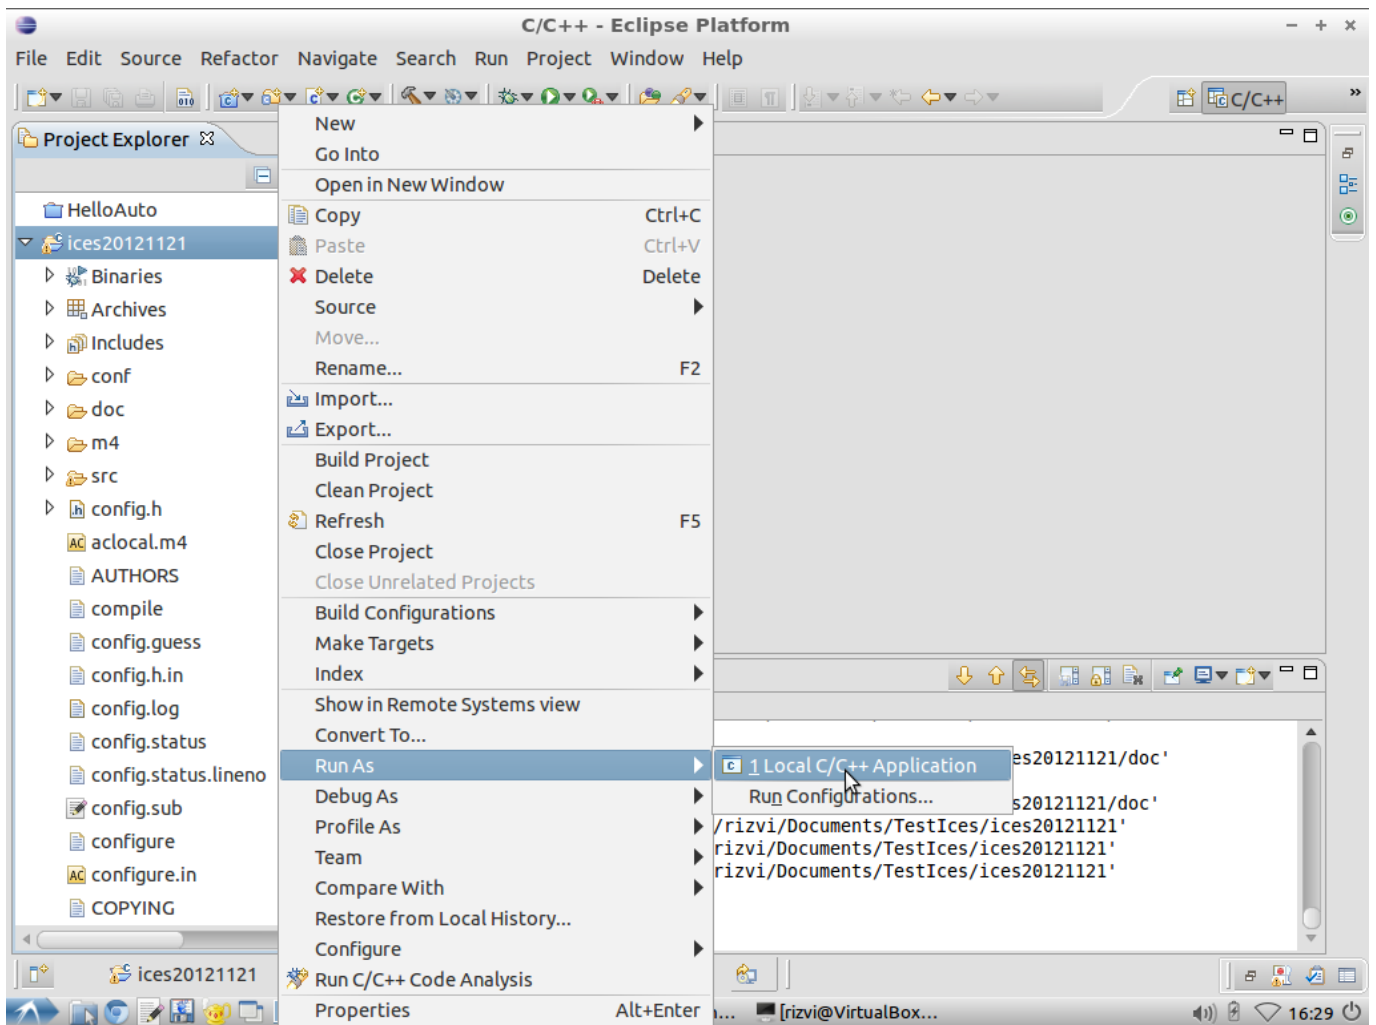 C/C++ - Eclipse Platform
File Edit Source Refactor Navigate Search Run Project Window Help
C/C++
Project Explorer
HelloAuto
ices20121121
Binaries
Archives
Includes
conf
doc
m4
src
config.h
aclocal.m4
AUTHORS
compile
config.guess
config.h.in
config.log
config.status
config.status.lineno
config.sub
configure
configure.in
COPYING
New
Go Into
Open in New Window
Copy Ctrl+C
Paste Ctrl+V
Delete Delete
Source
Move...
Rename... F2
Import...
Export...
Build Project
Clean Project
Refresh F5
Close Project
Close Unrelated Projects
Build Configurations
Make Targets
Index
Show in Remote Systems view
Convert To...
Run As
Debug As
Profile As
Team
Compare With
Restore from Local History...
Configure
Run C/C++ Code Analysis
Properties Alt+Enter
1 Local C/C++ Application
Run Configurations...
es20121121/doc'
s20121121/doc'
/rizvi/Documents/TestIces/ices20121121'
rizvi/Documents/TestIces/ices20121121'
rizvi/Documents/TestIces/ices20121121'
ices20121121
[rizvi@VirtualBox...
16:29